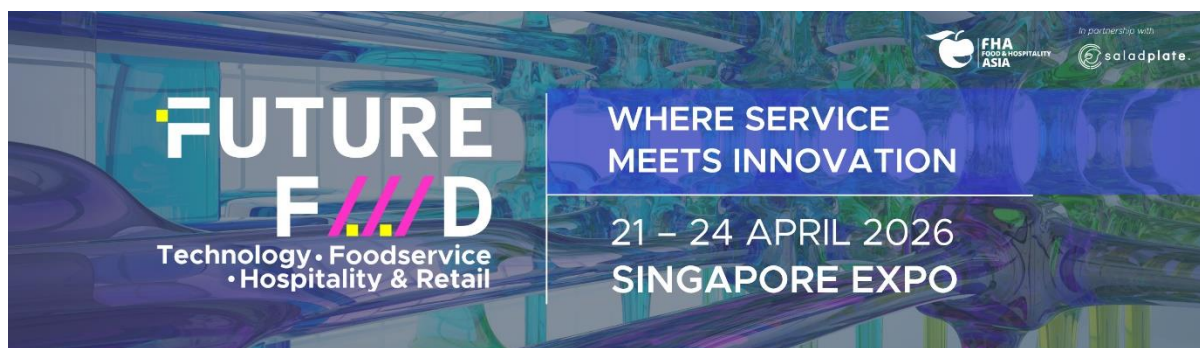 FUTURE
F///D
Technology • Foodservice
• Hospitality & Retail
WHERE SERVICE
MEETS INNOVATION
21 – 24 APRIL 2026
SINGAPORE EXPO
FHA
FOOD & HOSPITALITY
ASIA
In partnership with
saladplate.